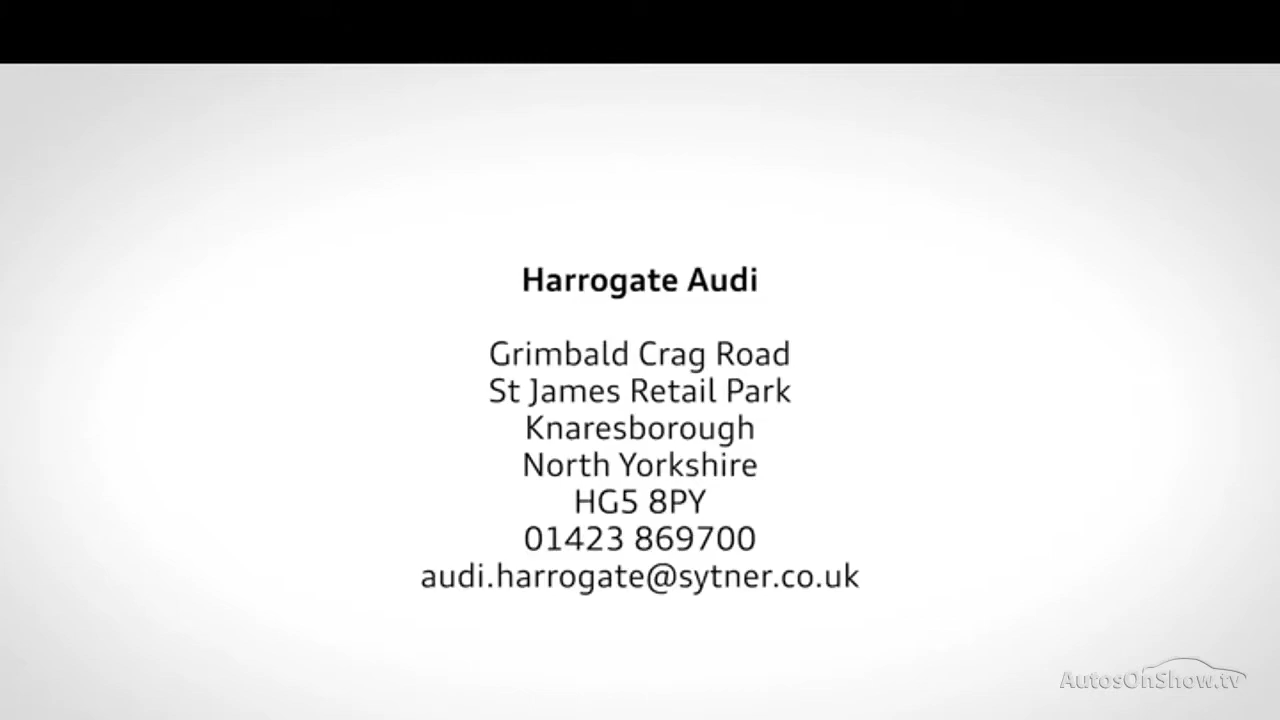 Harrogate Audi
Grimbald Crag Road
St James Retail Park
Knaresborough
North Yorkshire
HG5 8PY
01423 869700
audi.harrogate@sytner.co.uk
AutosOnShow.tv